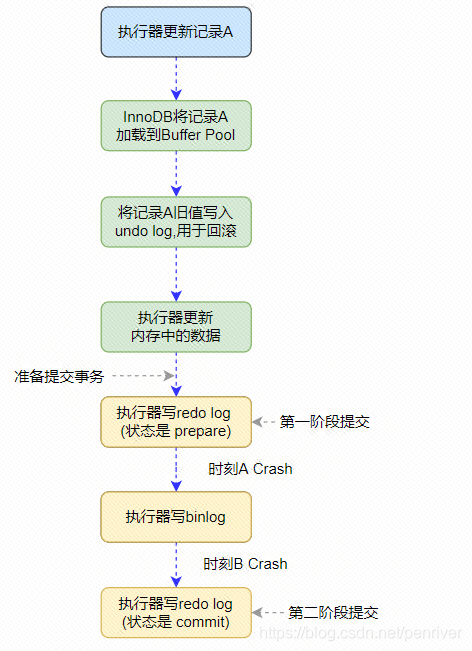 执行器更新记录A
InnoDB将记录A
加载到Buffer Pool
将记录A旧值写入
undo log,用于回滚
执行器更新
内存中的数据
准备提交事务
执行器写redo log
(状态是 prepare)
第一阶段提交
时刻A Crash
执行器写binlog
时刻B Crash
执行器写redo log
(状态是 commit)
第二阶段提交
https://blog.csdn.net/penriver